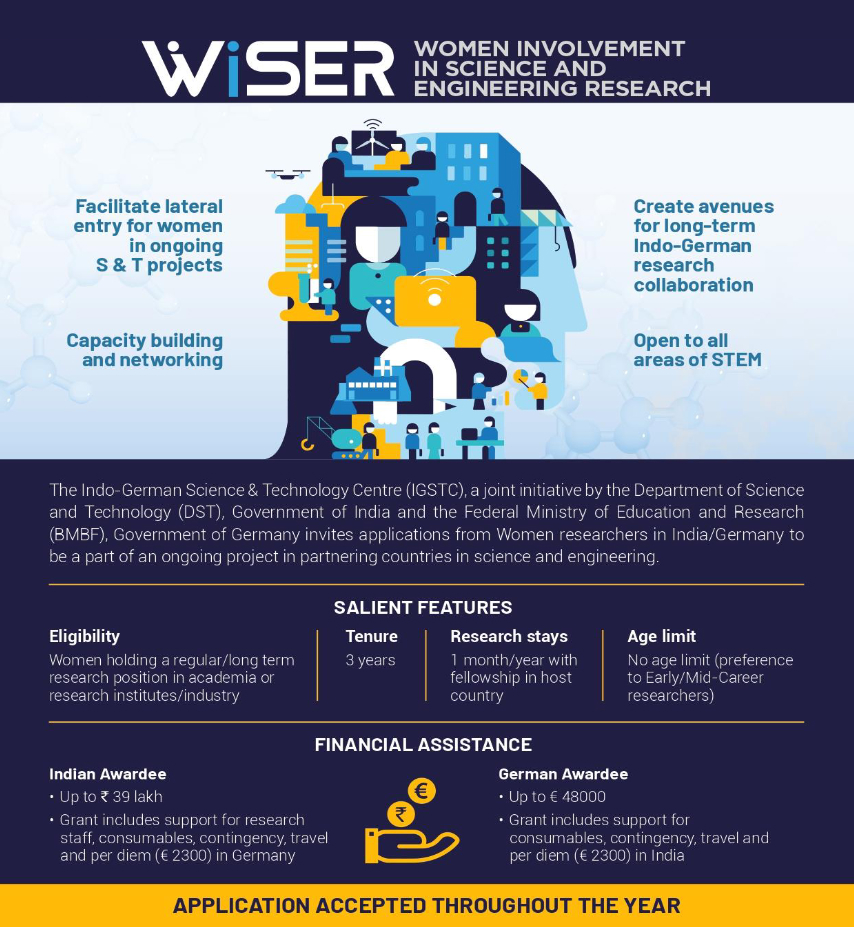 WiSER
WOMEN INVOLVEMENT
IN SCIENCE AND
ENGINEERING RESEARCH
Facilitate lateral
entry for women
in ongoing
S & T projects
Capacity building
and networking
Create avenues
for long-term
Indo-German
research
collaboration
Open to all
areas of STEM
The Indo-German Science & Technology Centre (IGSTC), a joint initiative by the Department of Science
and Technology (DST), Government of India and the Federal Ministry of Education and Research
(BMBF), Government of Germany invites applications from Women researchers in India/Germany to
be a part of an ongoing project in partnering countries in science and engineering.
SALIENT FEATURES
Eligibility
Women holding a regular/long term
research position in academia or
research institutes/industry
Tenure
3 years
Research stays
1 month/year with
fellowship in host
country
Age limit
No age limit (preference
to Early/Mid-Career
researchers)
FINANCIAL ASSISTANCE
Indian Awardee
• Up to ₹ 39 lakh
• Grant includes support for research
staff, consumables, contingency, travel
and per diem (€ 2300) in Germany
€
₹
German Awardee
• Up to € 48000
• Grant includes support for
consumables, contingency, travel and
per diem (€ 2300) in India
APPLICATION ACCEPTED THROUGHOUT THE YEAR